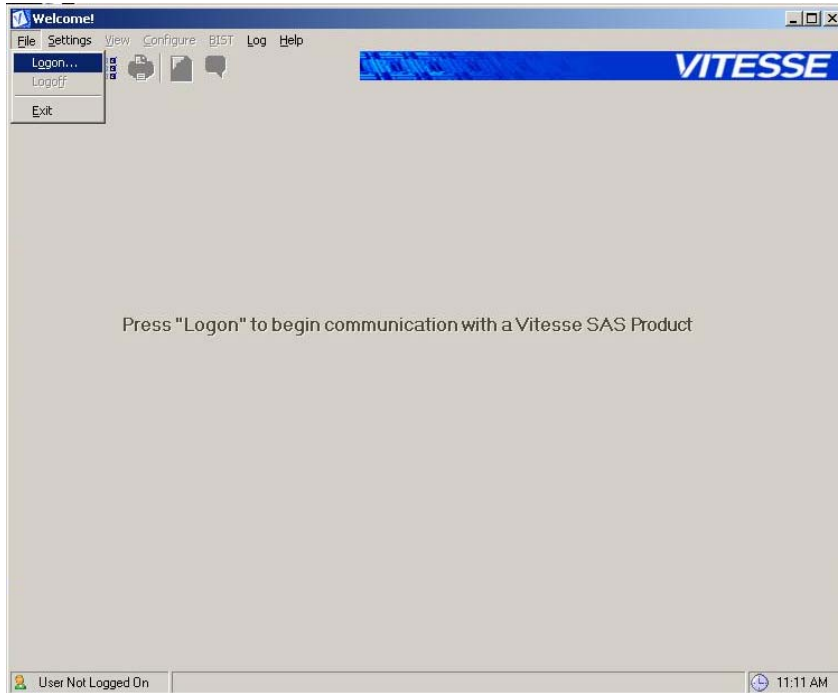 Welcome!
File Settings View Configure BIST Log Help
Logon...
Logoff
Exit
VITESSE
Press "Logon" to begin communication with a Vitesse SAS Product
User Not Logged On
11:11 AM